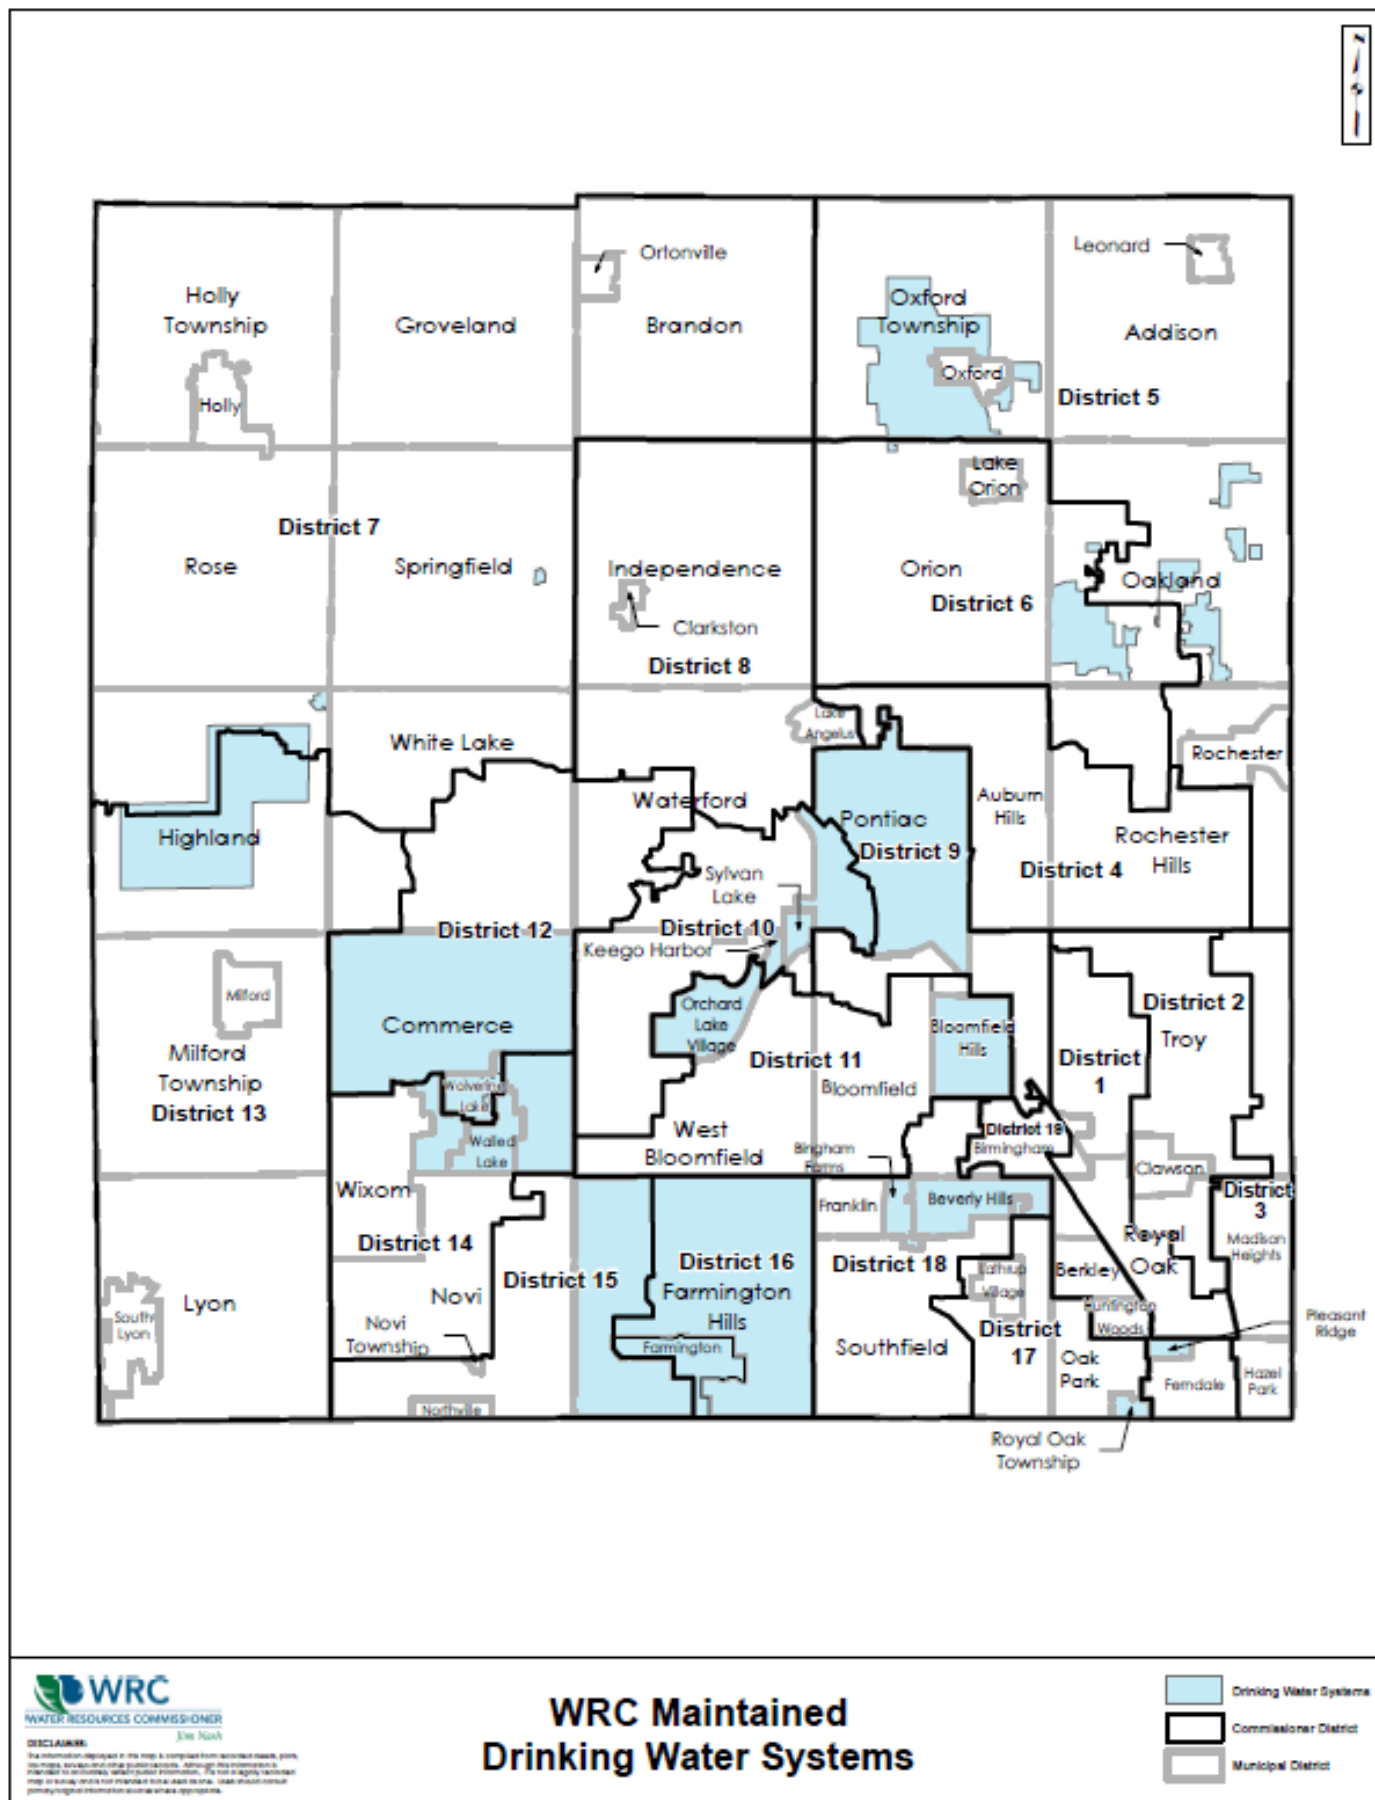 N
Ortonville
Leonard
Holly
Township
Groveland
Brandon
Oxford
Township
Addison
Oxford
Holly
District 5
Lake
Orion
District 7
Rose
Springfield
Independence
Orion
Oakland
District 6
Clarkston
District 8
Lake
Angelus
White Lake
Rochester
Waterford
Auburn
Hills
Pontiac
Highland
District 9
Rochester
Hills
Sylvan
Lake
District 4
District 12
District 10
Keego Harbor
Milford
Orchard
Lake
Village
Commerce
Bloomfield
Hills
District 2
Troy
Milford
Township
District 13
District 11
District
1
Bloomfield
Wolverine
Lake
West
Bloomfield
District 19
Birmingham
Walled
Lake
Bingham
Farms
Clawson
Wixom
Franklin
Beverly Hills
District
3
District 14
Royal
Oak
Madison
Heights
District 15
District 16
Farmington
Hills
District 18
Berkley
Lathrup
Village
South
Lyon
Lyon
Novi
Huntington
Woods
Pleasant
Ridge
Novi
Township
Farmington
Southfield
District
17
Oak
Park
Ferndale
Hazel
Park
Northville
Royal Oak
Township
WRC
WATER RESOURCES COMMISSIONER
Jim Nash
DISCLAIMER:
WRC Maintained
Drinking Water Systems
Drinking Water Systems
Commissioner District
Municipal District